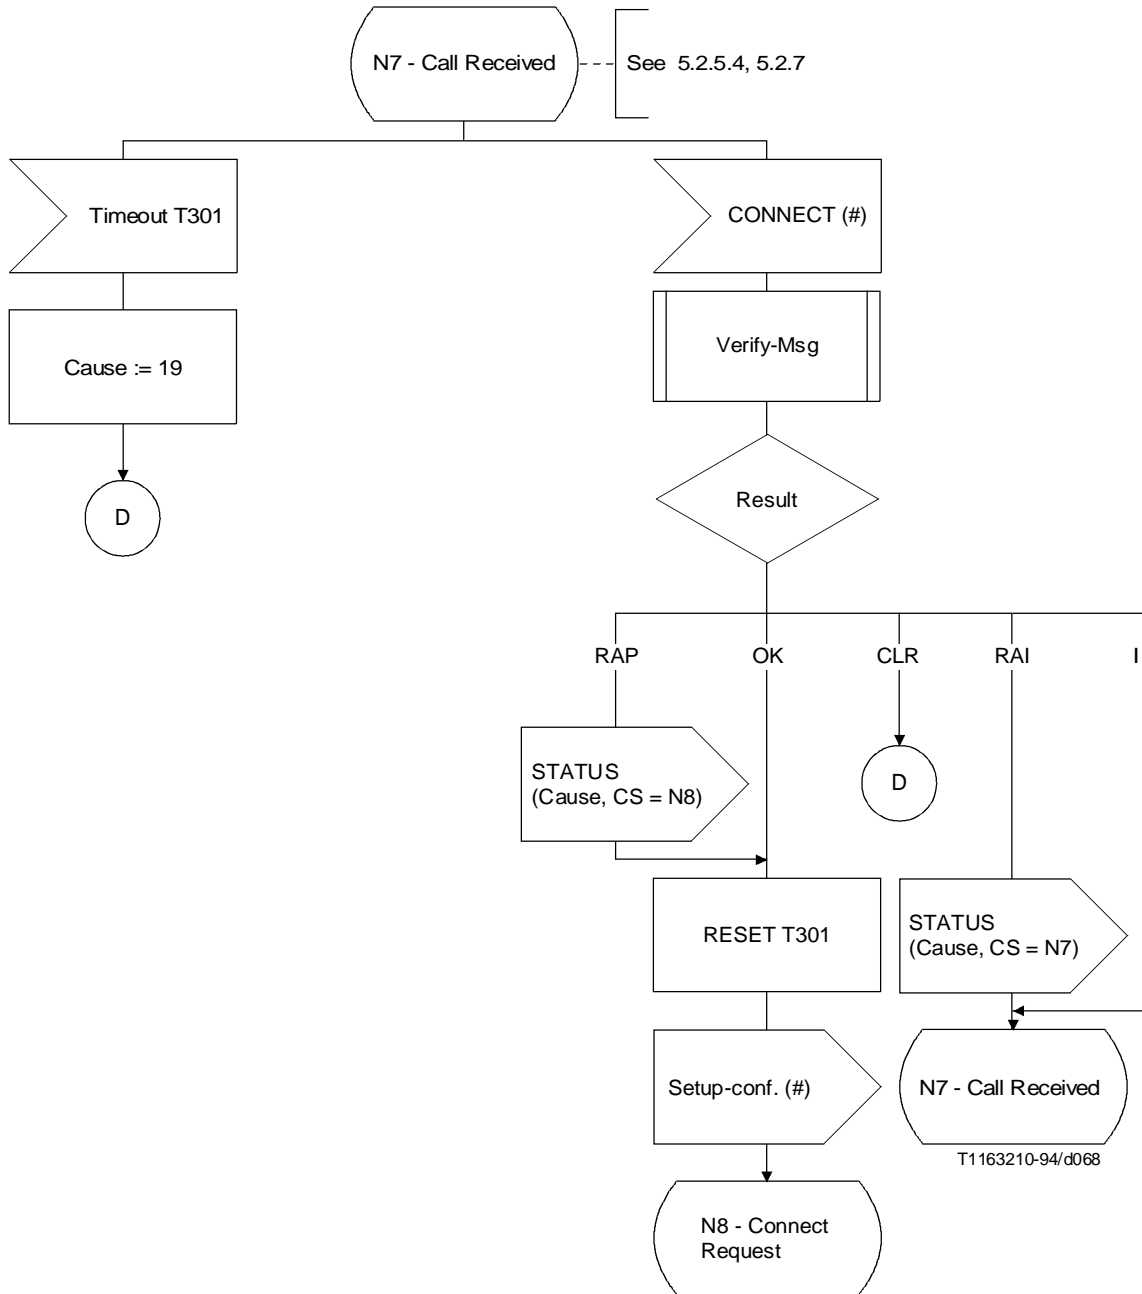 N7 - Call Received
See 5.2.5.4, 5.2.7
Timeout T301
CONNECT (#)
Cause := 19
Verify-Msg
D
Result
RAP
OK
CLR
RAI
I
STATUS
(Cause, CS = N8)
D
RESET T301
STATUS
(Cause, CS = N7)
Setup-conf. (#)
N7 - Call Received
T1163210-94/d068
N8 - Connect
Request